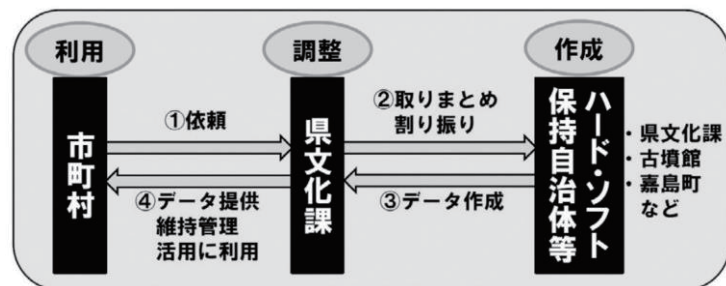 利用
調整
作成
市町村
①依頼
④データ提供
維持管理
活用に利用
県文化課
②取りまとめ
割り振り
③データ作成
ハード・ソフト
保持自治体等
・県文化課
・古墳館
・嘉島町
など